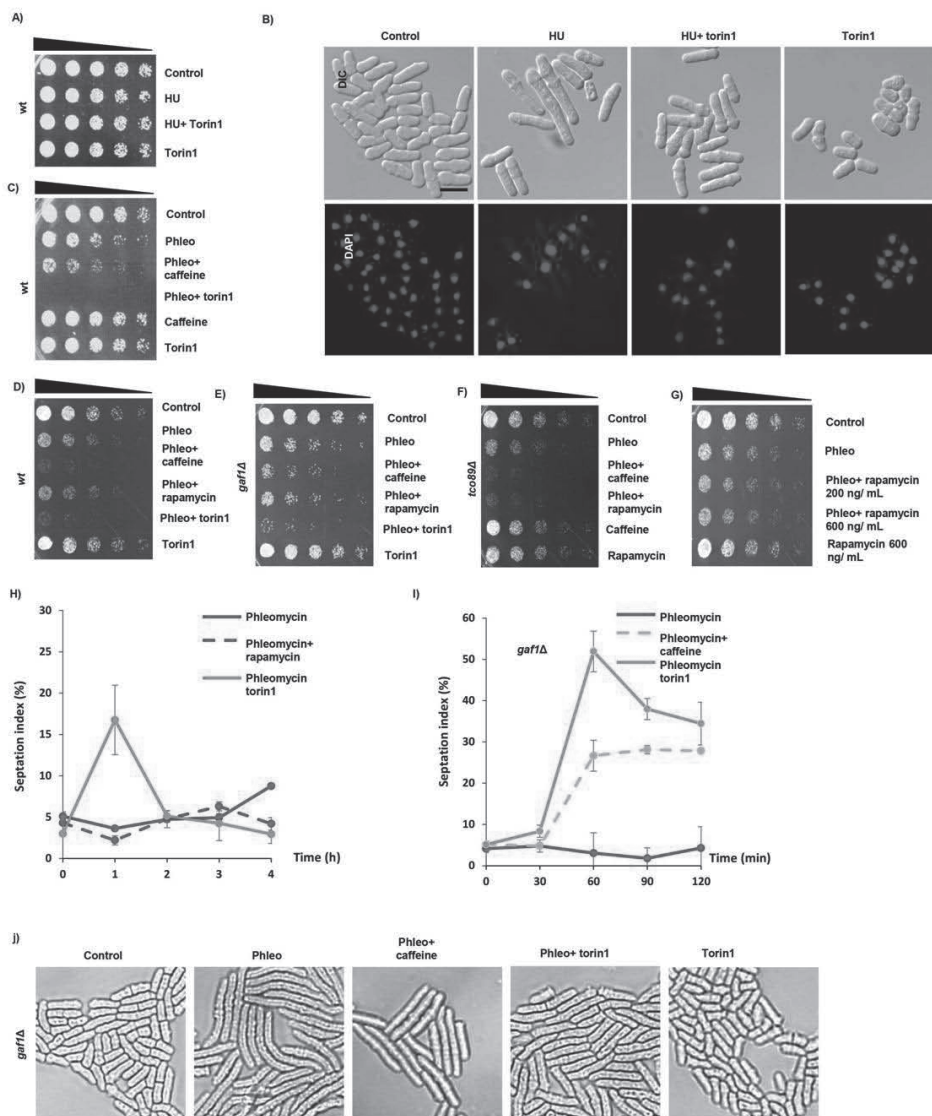 A)
wt
Control
HU
HU+ Torin1
Torin1
B)
Control
HU
HU+ torin1
Torin1
DIC
DAPI
C)
wt
Control
Phleo
Phleo+
caffeine
Phleo+ torin1
Caffeine
Torin1
D)
wt
Control
Phleo
Phleo+
caffeine
Phleo+
rapamycin
Phleo+ torin1
Torin1
E)
gaf1Δ
Control
Phleo
Phleo+
caffeine
Phleo+
rapamycin
Phleo+ torin1
Torin1
F)
tco89Δ
Control
Phleo
Phleo+
caffeine
Phleo+
rapamycin
Caffeine
Rapamycin
G)
Control
Phleo
Phleo+ rapamycin
200 ng/ mL
Phleo+ rapamycin
600 ng/ mL
Rapamycin 600
ng/ mL
H)
Phleomycin
Phleomycin+
rapamycin
Phleomycin
torin1
Septation index (%)
30
25
20
15
10
5
0
0 1 2 3 4
Time (h)
I)
gaf1Δ
Phleomycin
Phleomycin+
caffeine
Phleomycin
torin1
Septation index (%)
60
50
40
30
20
10
0
0 30 60 90 120
Time (min)
j)
gaf1Δ
Control
Phleo
Phleo+
caffeine
Phleo+ torin1
Torin1